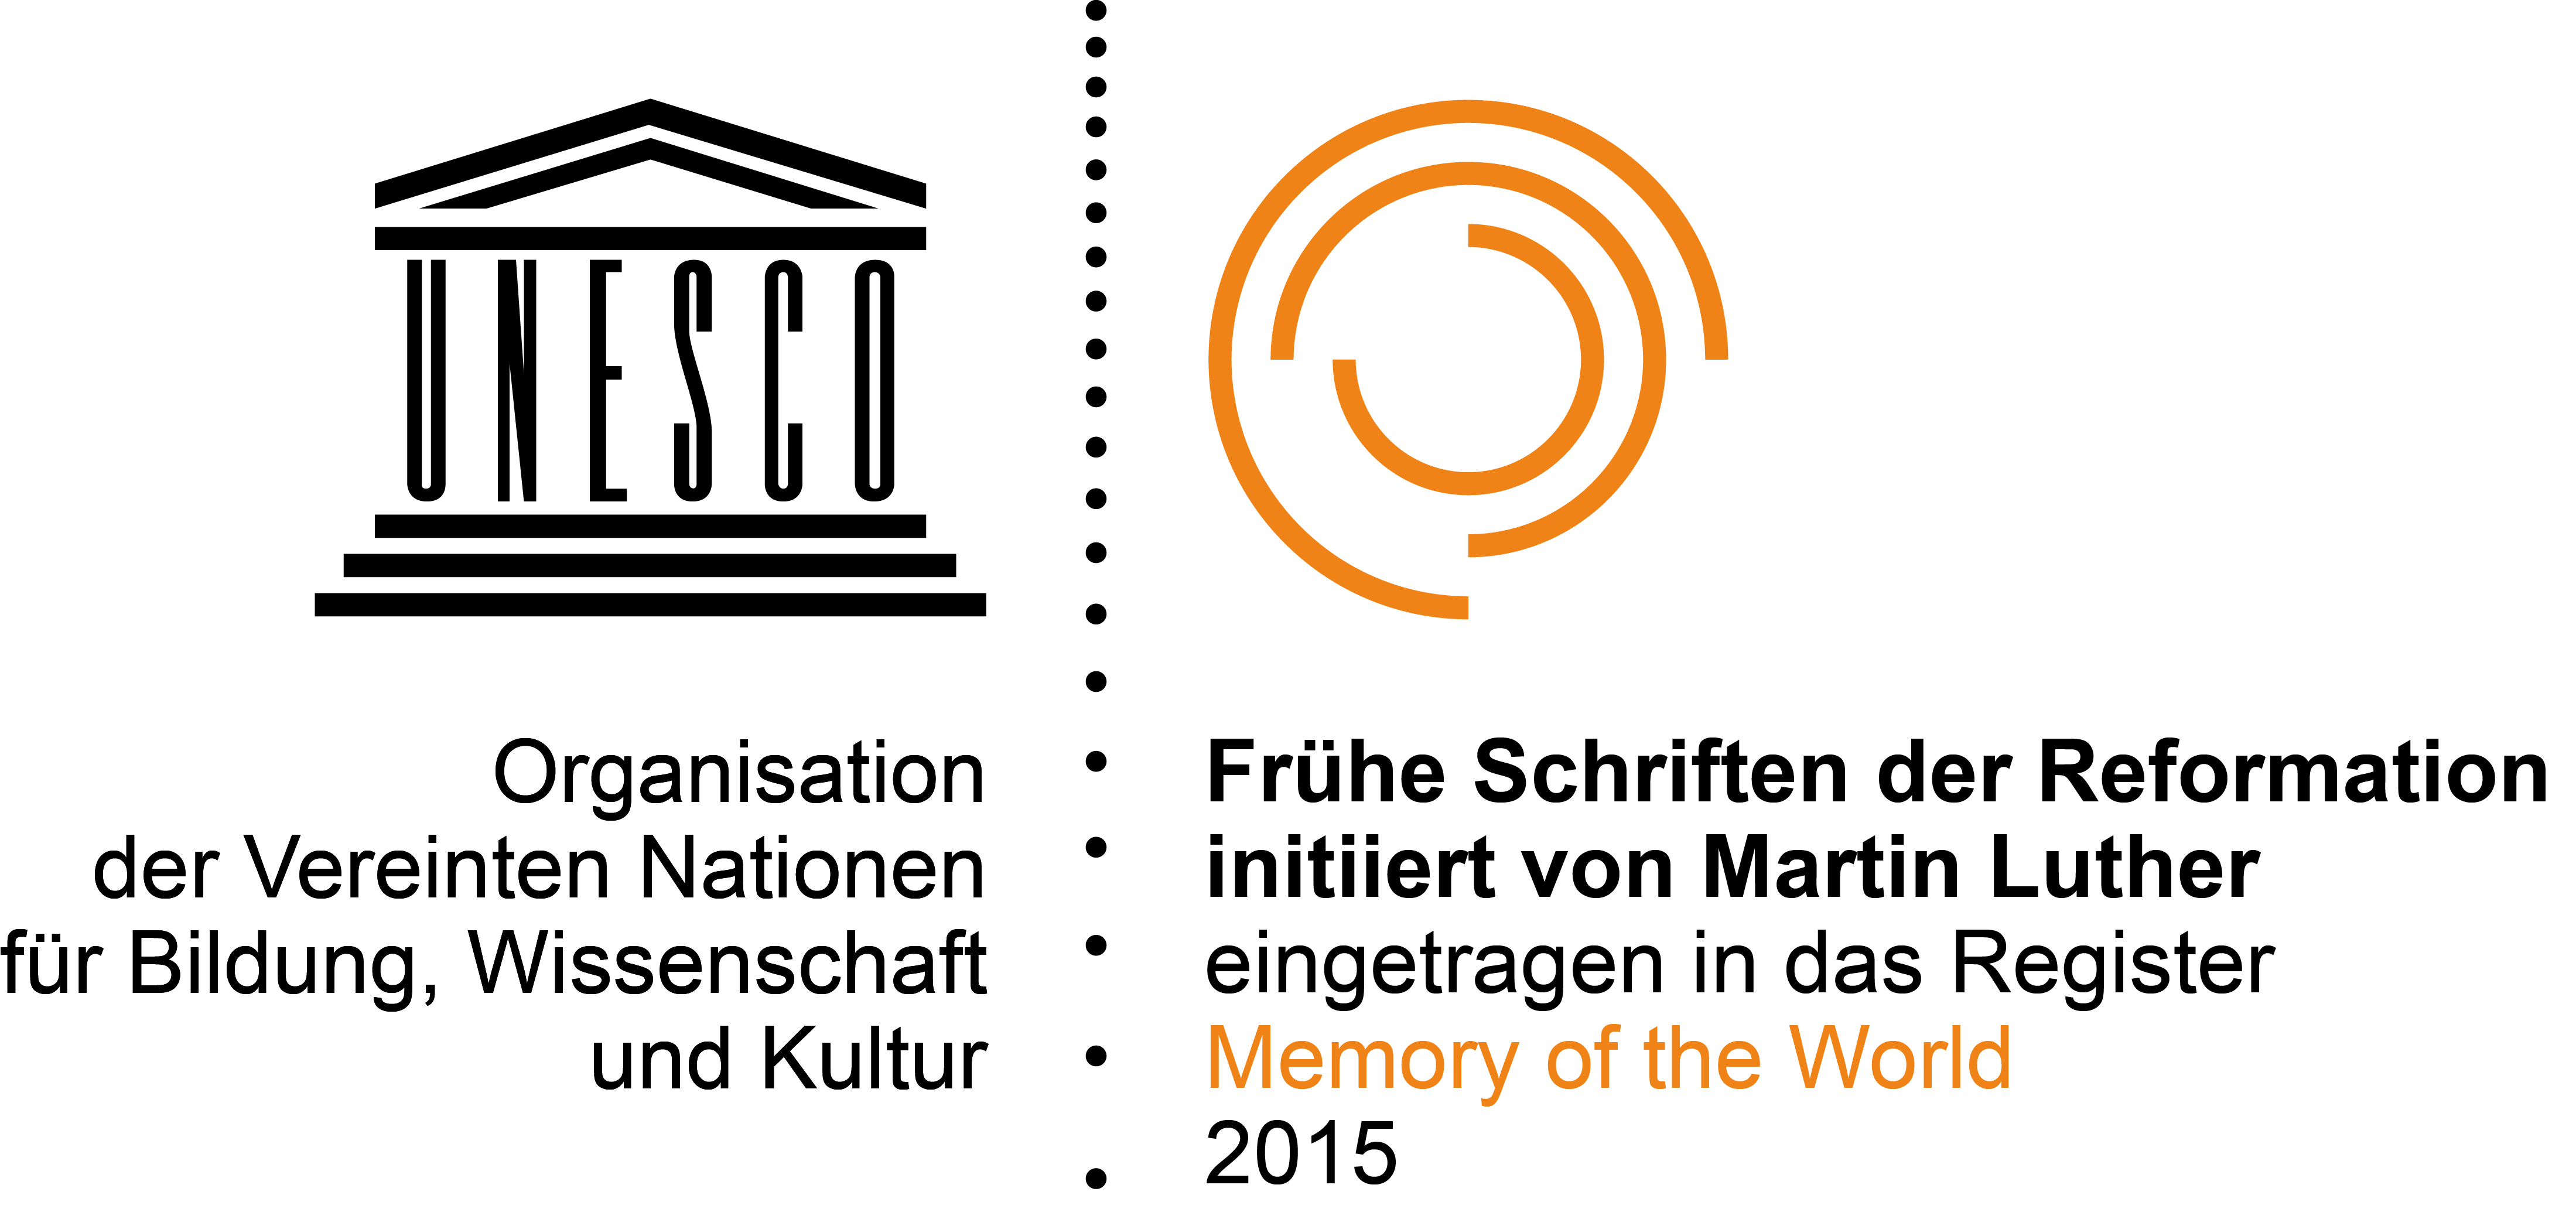 UNESCO
Organisation
der Vereinten Nationen
für Bildung, Wissenschaft
und Kultur
Frühe Schriften der Reformation
initiiert von Martin Luther
eingetragen in das Register
Memory of the World
2015